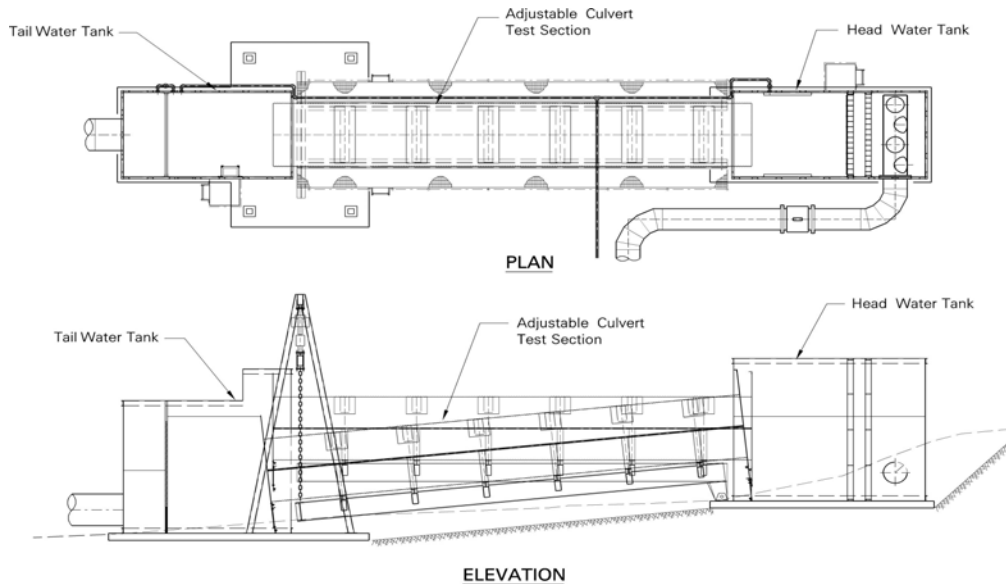 Adjustable Culvert
Test Section
Tail Water Tank
Head Water Tank
PLAN
Head Water Tank
Adjustable Culvert
Test Section
Tail Water Tank
ELEVATION